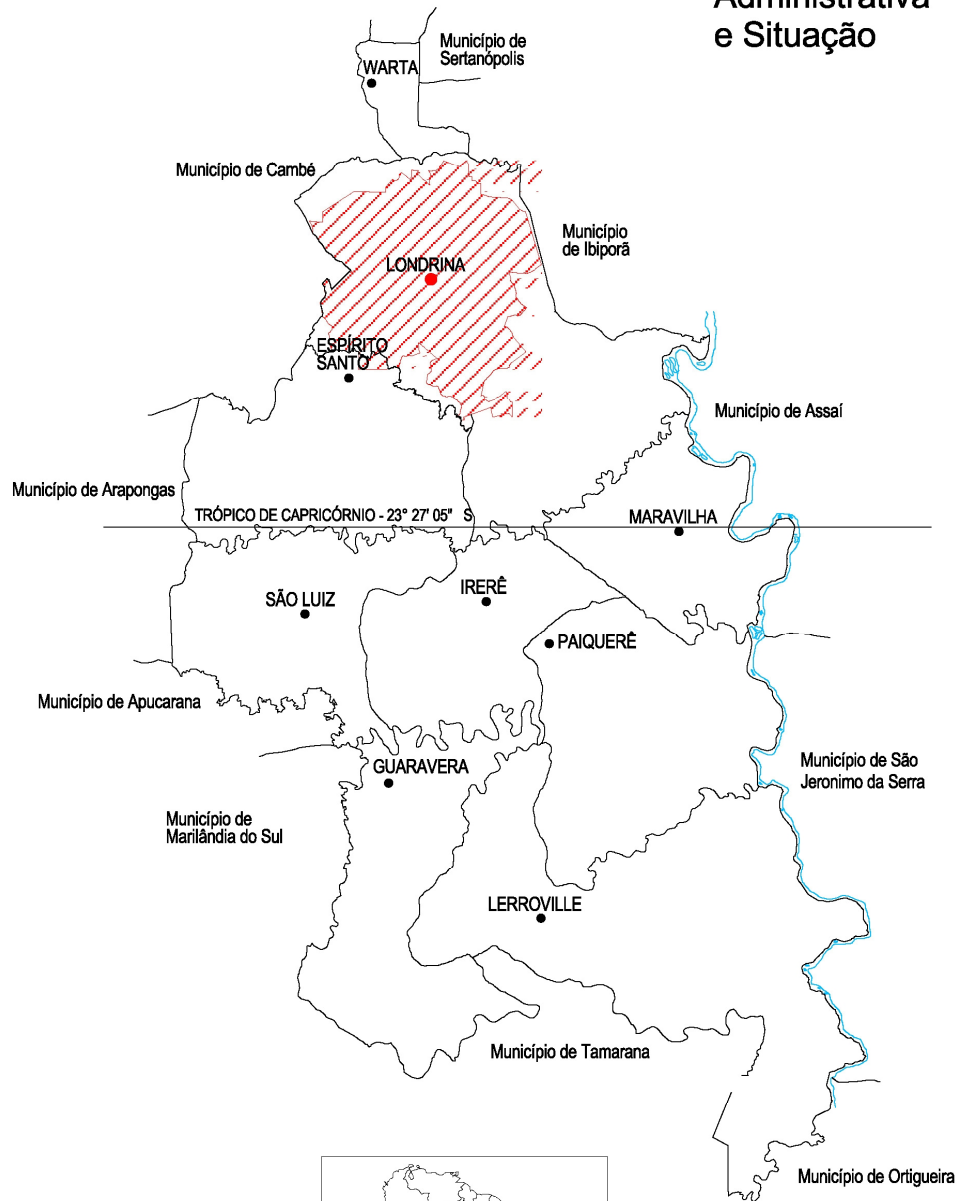 Administrativa
e Situação
Município de
Sertanópolis
WARTA
Município de Cambé
Município
de Ibiporã
LONDRINA
ESPÍRITO
SANTO
Município de Assaí
Município de Arapongas
TRÓPICO DE CAPRICÓRNIO - 23° 27' 05" S
MARAVILHA
IRERÊ
SÃO LUIZ
PAIQUERÊ
Município de Apucarana
GUARAVERA
Município de São
Jeronimo da Serra
Município de
Marilândia do Sul
LERROVILLE
Município de Tamarana
Município de Ortigueira